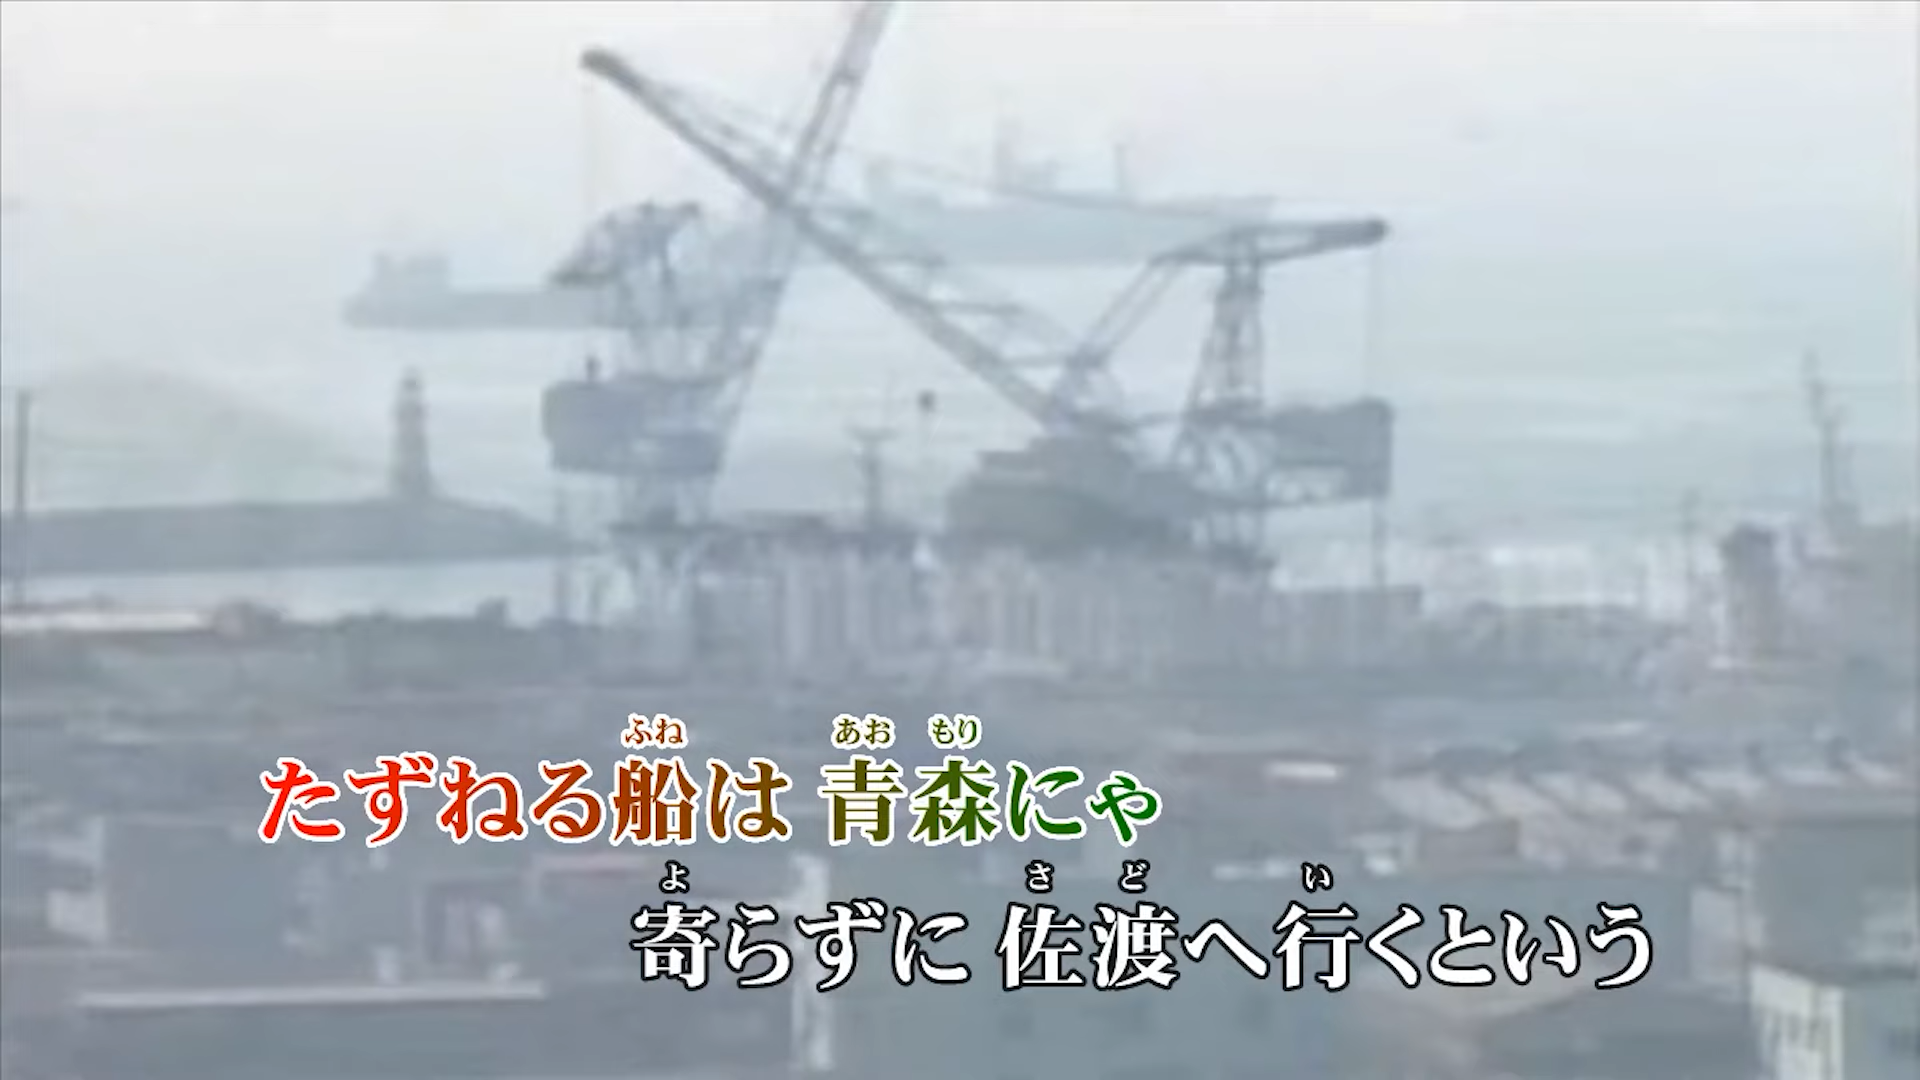 ふね あお もり
たずねる船は 青森にゃ
よ さ ど い
寄らずに 佐渡へ行くという